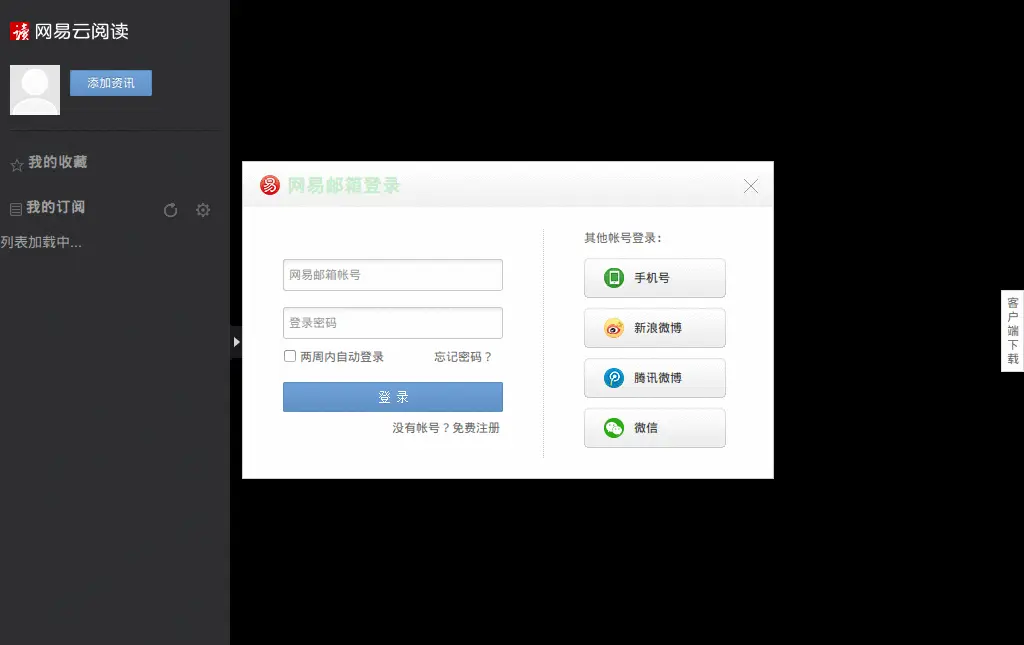 读 网易云阅读
添加资讯
我的收藏
我的订阅
列表加载中...
易 网易邮箱登录
网易邮箱帐号
登录密码
两周内自动登录 忘记密码？
登 录
没有帐号？免费注册
其他帐号登录：
手机号
新浪微博
腾讯微博
微信
客户端下载